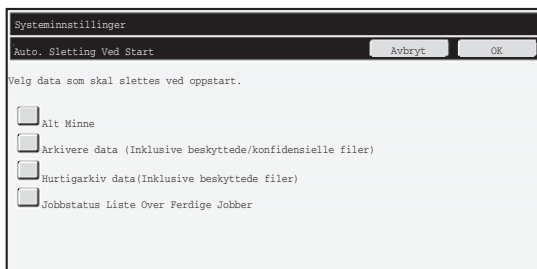 Systeminnstillinger
Auto. Sletting Ved Start Avbryt OK
Velg data som skal slettes ved oppstart.
Alt Minne
Arkivere data (Inklusive beskyttede/konfidensielle filer)
Hurtigarkiv data(Inklusive beskyttede filer)
Jobbstatus Liste Over Ferdige Jobber